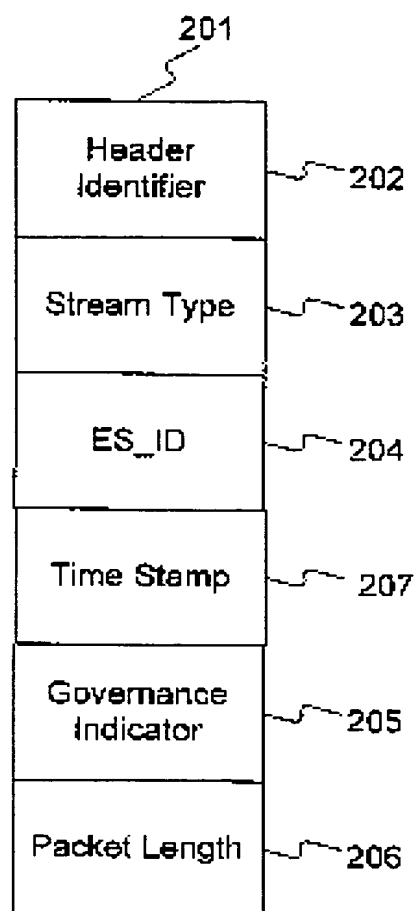 201
Header
Identifier
202
Stream Type
203
ES_ID
204
Time Stamp
207
Governance
Indicator
205
Packet Length
206